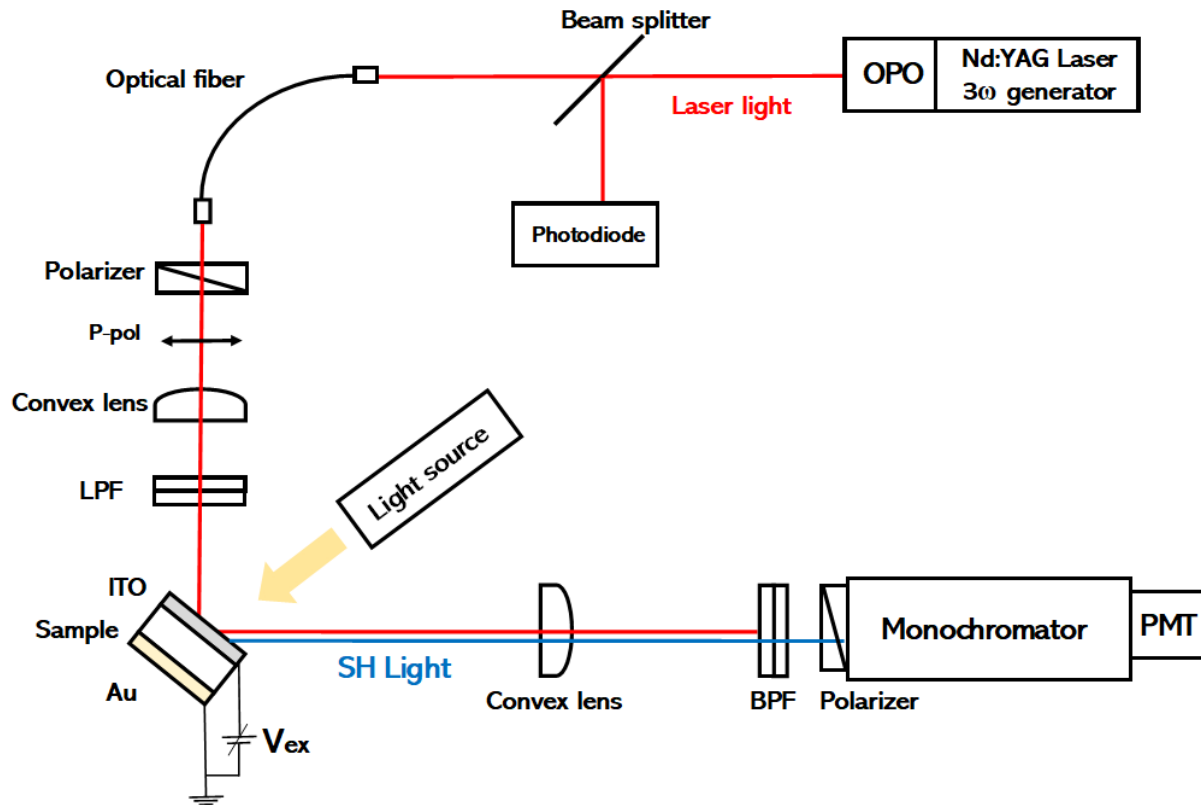 Beam splitter
Optical fiber
OPO
Nd:YAG Laser
3ω generator
Laser light
Photodiode
Polarizer
P-pol
Convex lens
LPF
Light source
ITO
Sample
Au
SH Light
Vex
Convex lens
BPF
Polarizer
Monochromator
PMT